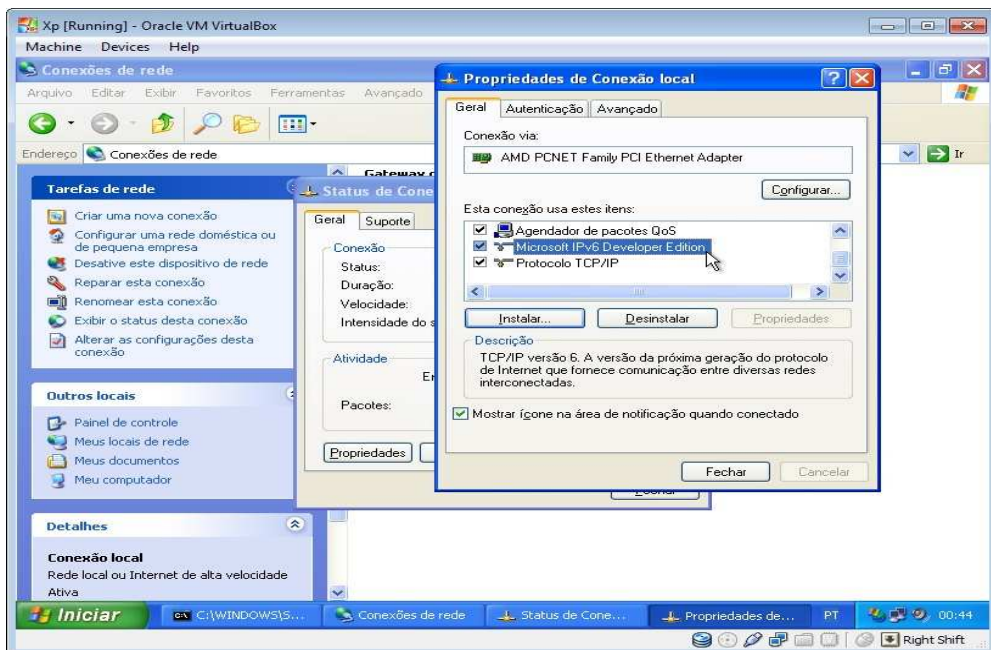 Xp [Running] - Oracle VM VirtualBox
Machine Devices Help
Conexões de rede
Arquivo Editar Exibir Favoritos Ferramentas Avançado
Endereço Conexões de rede
Ir
Tarefas de rede
Criar uma nova conexão
Configurar uma rede doméstica ou
de pequena empresa
Desative este dispositivo de rede
Reparar esta conexão
Renomear esta conexão
Exibir o status desta conexão
Alterar as configurações desta
conexão
Outros locais
Painel de controle
Meus locais de rede
Meus documentos
Meu computador
Detalhes
Conexão local
Rede local ou Internet de alta velocidade
Ativa
Gateway
Status de Cone
Geral Suporte
Conexão
Status:
Duração:
Velocidade:
Intensidade do s
Atividade
Er
Pacotes:
Propriedades
Propriedades de Conexão local
Geral Autenticação Avançado
Conexão via:
AMD PCNET Family PCI Ethernet Adapter
Configurar...
Esta conexão usa estes itens:
Agendador de pacotes QoS
Microsoft IPv6 Developer Edition
Protocolo TCP/IP
Instalar... Desinstalar Propriedades
Descrição
TCP/IP versão 6. A versão da próxima geração do protocolo
de Internet que fornece comunicação entre diversas redes
interconectadas.
Mostrar ícone na área de notificação quando conectado
Fechar Cancelar
Iniciar C:\WINDOWS\S... Conexões de rede Status de Cone... Propriedades de... PT 00:44
Right Shift